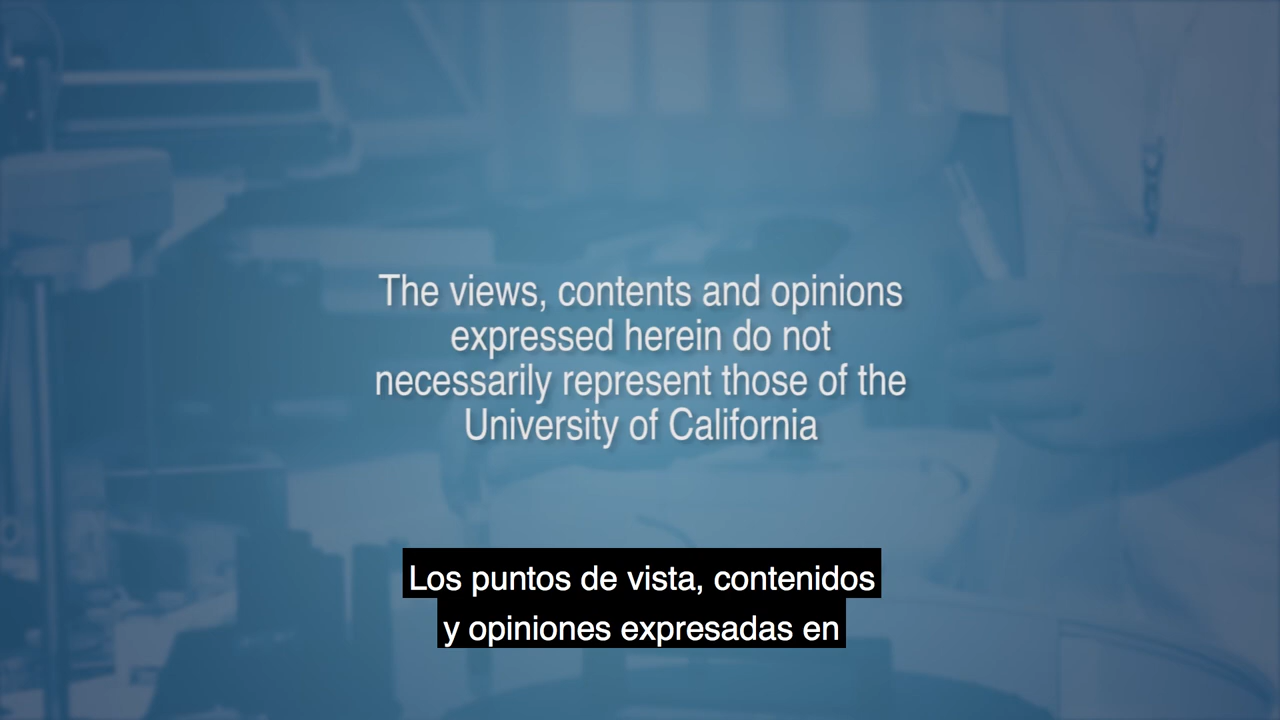 The views, contents and opinions
expressed herein do not
necessarily represent those of the
University of California
Los puntos de vista, contenidos
y opiniones expresadas en